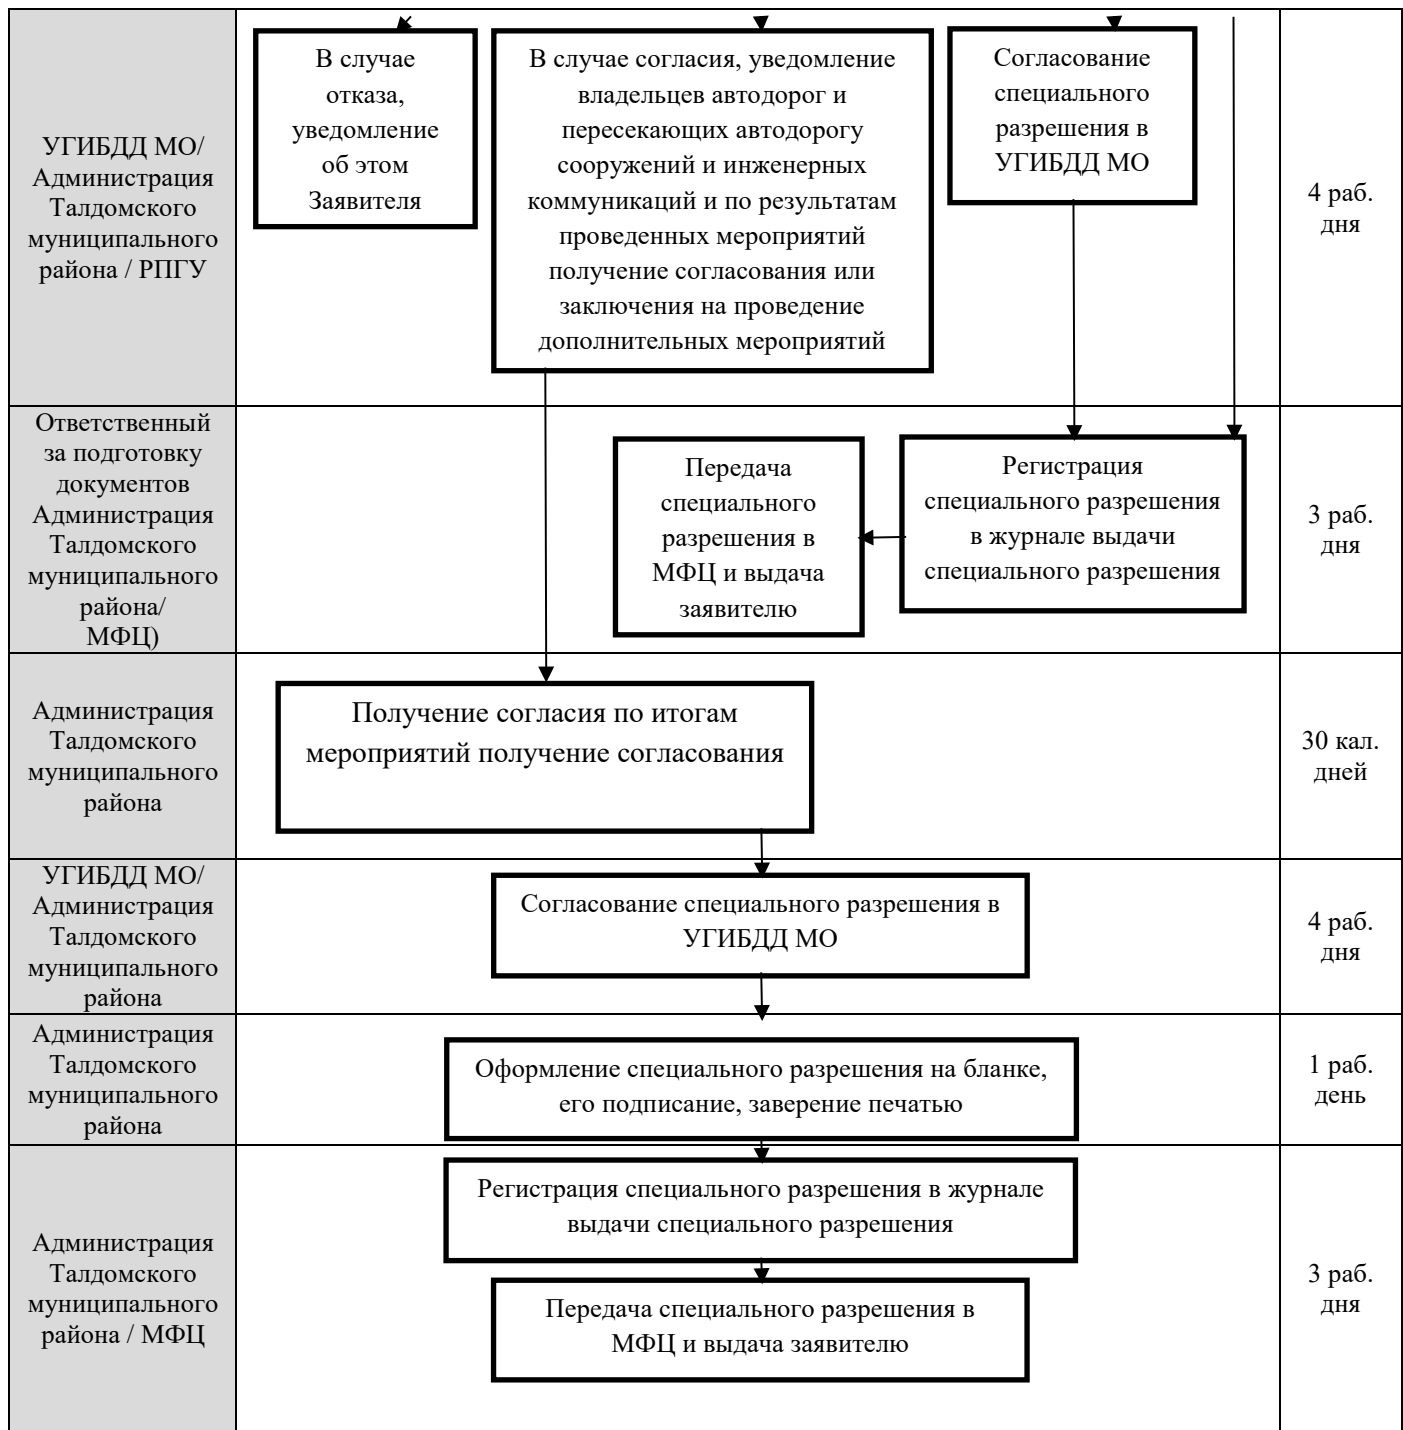 УГИБДД МО/
Администрация
Талдомского
муниципального
района / РПГУ
В случае
отказа,
уведомление
об этом
Заявителя
В случае согласия, уведомление
владельцев автодорог и
пересекающих автодорогу
сооружений и инженерных
коммуникаций и по результатам
проведенных мероприятий
получение согласования или
заключения на проведение
дополнительных мероприятий
Согласование
специального
разрешения в
УГИБДД МО
4 раб.
дня
Ответственный
за подготовку
документов
Администрация
Талдомского
муниципального
района/
МФЦ)
Передача
специального
разрешения в
МФЦ и выдача
заявителю
Регистрация
специального разрешения
в журнале выдачи
специального разрешения
3 раб.
дня
Администрация
Талдомского
муниципального
района
Получение согласия по итогам
мероприятий получение согласования
30 кал.
дней
УГИБДД МО/
Администрация
Талдомского
муниципального
района
Согласование специального разрешения в
УГИБДД МО
4 раб.
дня
Администрация
Талдомского
муниципального
района
Оформление специального разрешения на бланке,
его подписание, заверение печатью
1 раб.
день
Администрация
Талдомского
муниципального
района / МФЦ
Регистрация специального разрешения в журнале
выдачи специального разрешения
Передача специального разрешения в
МФЦ и выдача заявителю
3 раб.
дня